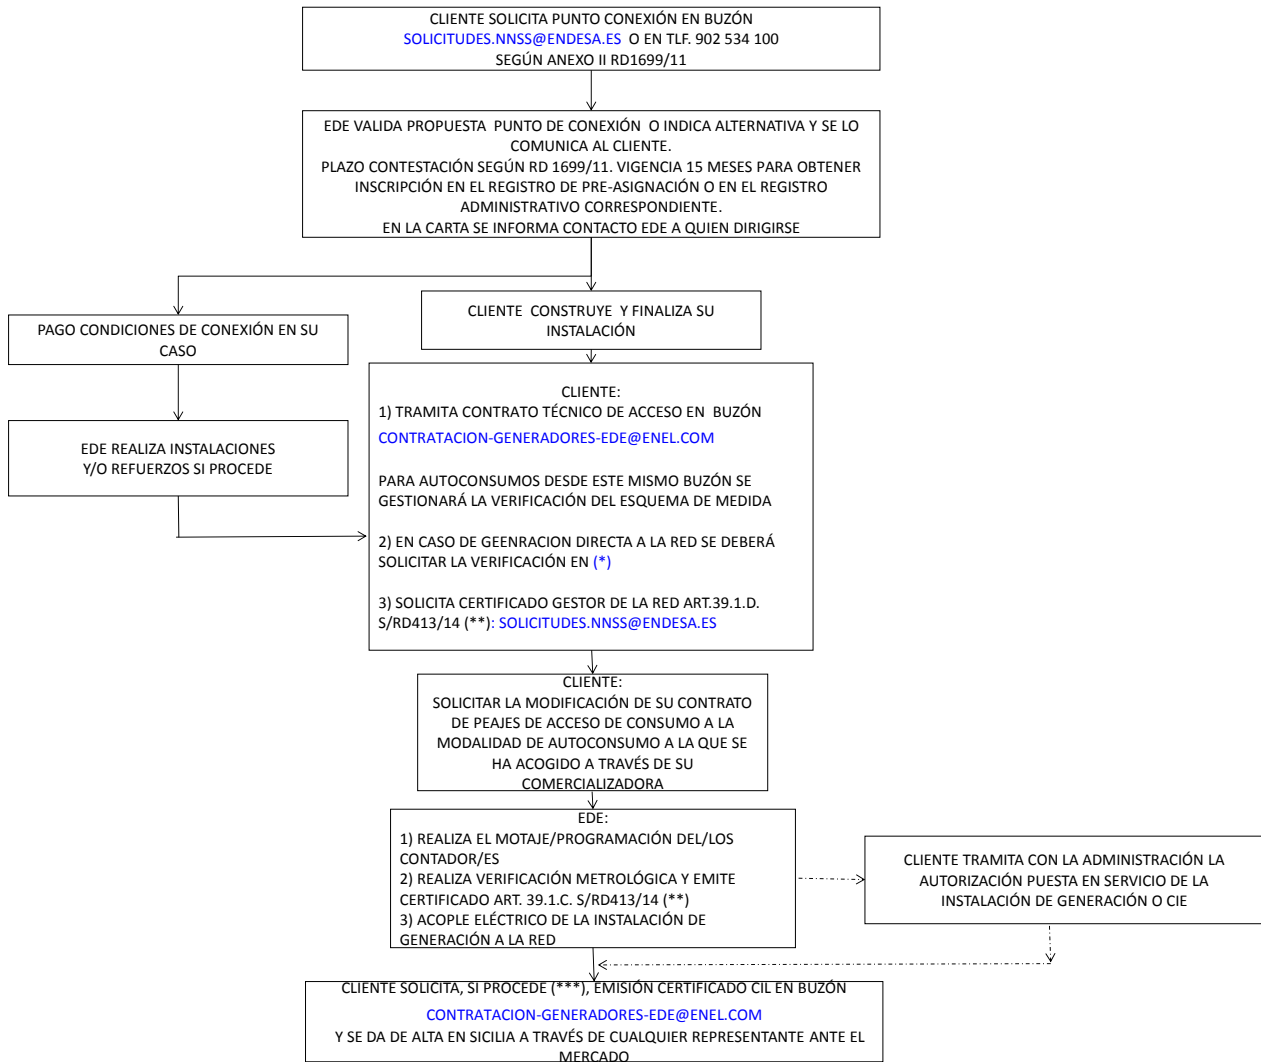 CLIENTE SOLICITA PUNTO CONEXIÓN EN BUZÓN
SOLICITUDES.NNSS@ENDESA.ES O EN TLF. 902 534 100
SEGÚN ANEXO II RD1699/11
EDE VALIDA PROPUESTA PUNTO DE CONEXIÓN O INDICA ALTERNATIVA Y SE LO
COMUNICA AL CLIENTE.
PLAZO CONTESTACIÓN SEGÚN RD 1699/11. VIGENCIA 15 MESES PARA OBTENER
INSCRIPCIÓN EN EL REGISTRO DE PRE-ASIGNACIÓN O EN EL REGISTRO
ADMINISTRATIVO CORRESPONDIENTE.
EN LA CARTA SE INFORMA CONTACTO EDE A QUIEN DIRIGIRSE
PAGO CONDICIONES DE CONEXIÓN EN SU
CASO
EDE REALIZA INSTALACIONES
Y/O REFUERZOS SI PROCEDE
CLIENTE CONSTRUYE Y FINALIZA SU
INSTALACIÓN
CLIENTE:
1) TRAMITA CONTRATO TÉCNICO DE ACCESO EN BUZÓN
CONTRATACION-GENERADORES-EDE@ENEL.COM
PARA AUTOCONSUMOS DESDE ESTE MISMO BUZÓN SE
GESTIONARÁ LA VERIFICACIÓN DEL ESQUEMA DE MEDIDA
2) EN CASO DE GEENRACION DIRECTA A LA RED SE DEBERÁ
SOLICITAR LA VERIFICACIÓN EN (*)
3) SOLICITA CERTIFICADO GESTOR DE LA RED ART.39.1.D.
S/RD413/14 (**): SOLICITUDES.NNSS@ENDESA.ES
CLIENTE:
SOLICITAR LA MODIFICACIÓN DE SU CONTRATO
DE PEAJES DE ACCESO DE CONSUMO A LA
MODALIDAD DE AUTOCONSUMO A LA QUE SE
HA ACOGIDO A TRAVÉS DE SU
COMERCIALIZADORA
EDE:
1) REALIZA EL MOTAJE/PROGRAMACIÓN DEL/LOS
CONTADOR/ES
2) REALIZA VERIFICACIÓN METROLÓGICA Y EMITE
CERTIFICADO ART. 39.1.C. S/RD413/14 (**)
3) ACOPLE ELÉCTRICO DE LA INSTALACIÓN DE
GENERACIÓN A LA RED
CLIENTE TRAMITA CON LA ADMINISTRACIÓN LA
AUTORIZACIÓN PUESTA EN SERVICIO DE LA
INSTALACIÓN DE GENERACIÓN O CIE
CLIENTE SOLICITA, SI PROCEDE (***), EMISIÓN CERTIFICADO CIL EN BUZÓN
CONTRATACION-GENERADORES-EDE@ENEL.COM
Y SE DA DE ALTA EN SICILIA A TRAVÉS DE CUALQUIER REPRESENTANTE ANTE EL
MERCADO